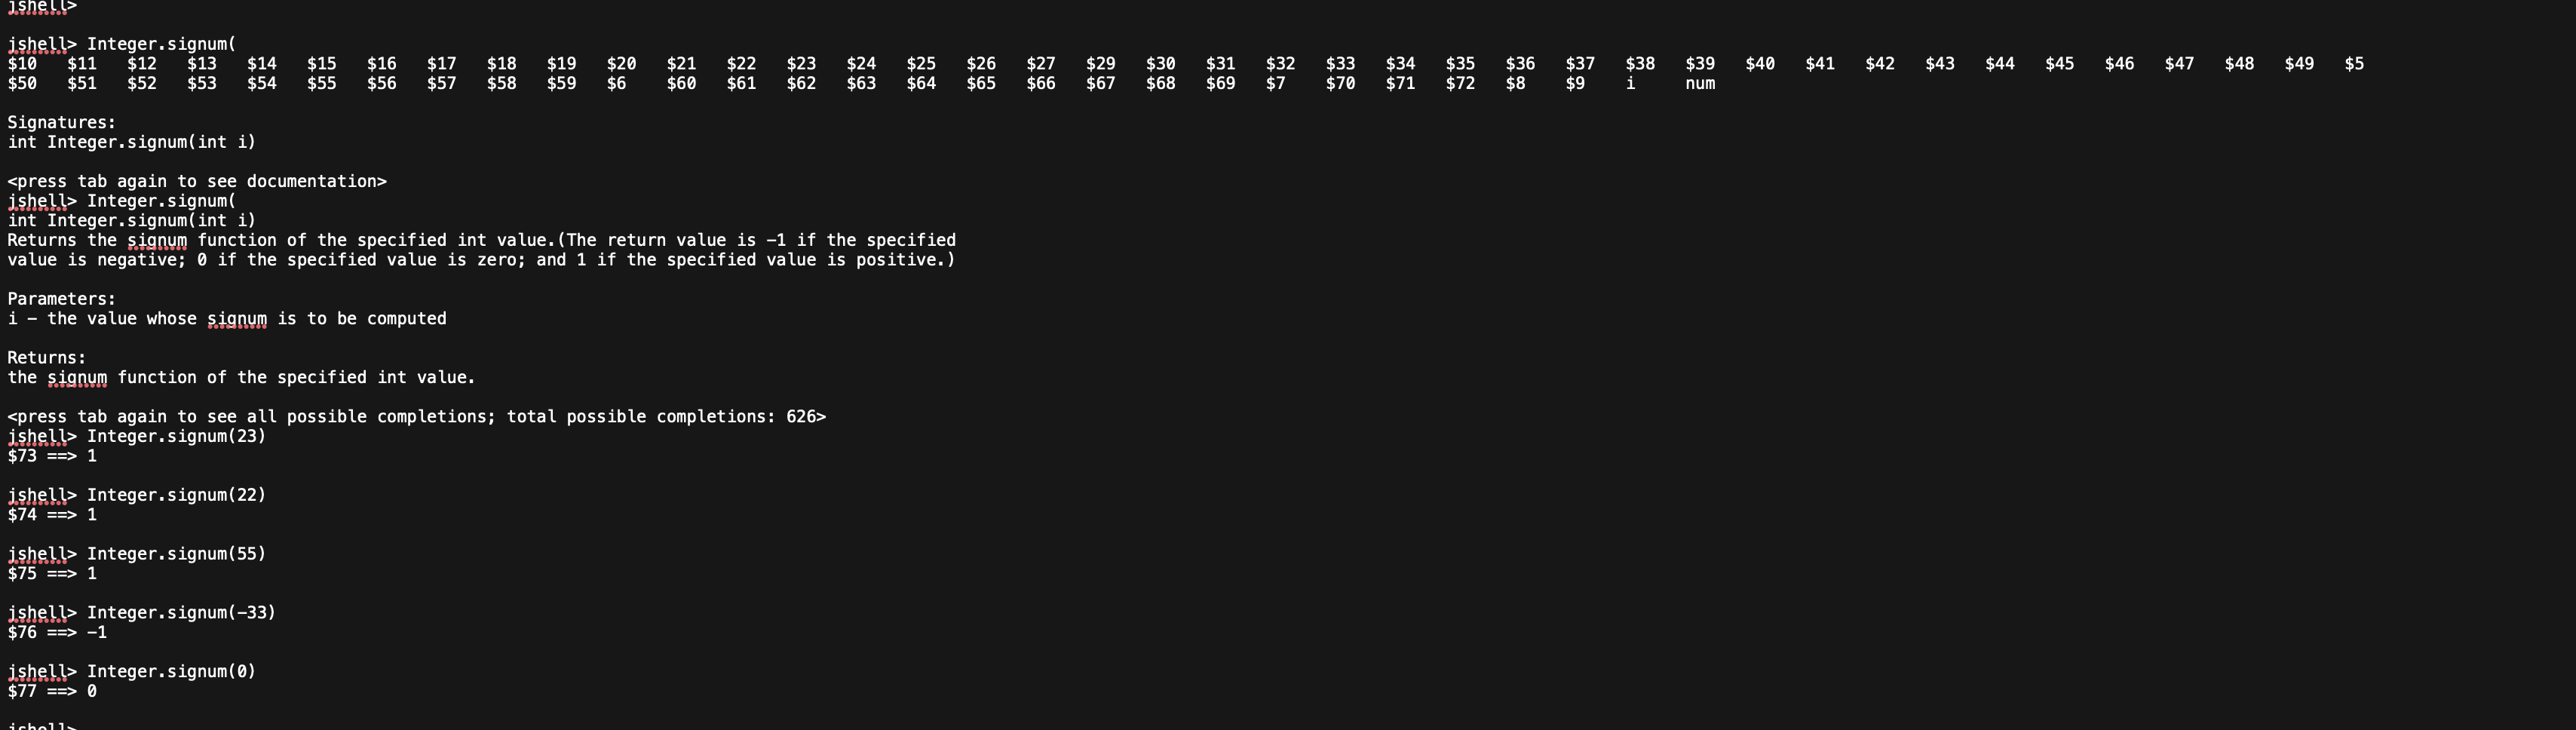 jshell>
jshell> Integer.signum(
$10 $11 $12 $13 $14 $15 $16 $17 $18 $19 $20 $21 $22 $23 $24 $25 $26 $27 $29 $30 $31 $32 $33 $34 $35 $36 $37 $38 $39 $40 $41 $42 $43 $44 $45 $46 $47 $48 $49 $5
$50 $51 $52 $53 $54 $55 $56 $57 $58 $59 $6 $60 $61 $62 $63 $64 $65 $66 $67 $68 $69 $7 $70 $71 $72 $8 $9 i num
Signatures:
int Integer.signum(int i)
<press tab again to see documentation>
jshell> Integer.signum(
int Integer.signum(int i)
Returns the signum function of the specified int value.(The return value is -1 if the specified
value is negative; 0 if the specified value is zero; and 1 if the specified value is positive.)
Parameters:
i - the value whose signum is to be computed
Returns:
the signum function of the specified int value.
<press tab again to see all possible completions; total possible completions: 626>
jshell> Integer.signum(23)
$73 ==> 1
jshell> Integer.signum(22)
$74 ==> 1
jshell> Integer.signum(55)
$75 ==> 1
jshell> Integer.signum(-33)
$76 ==> -1
jshell> Integer.signum(0)
$77 ==> 0
jshell>